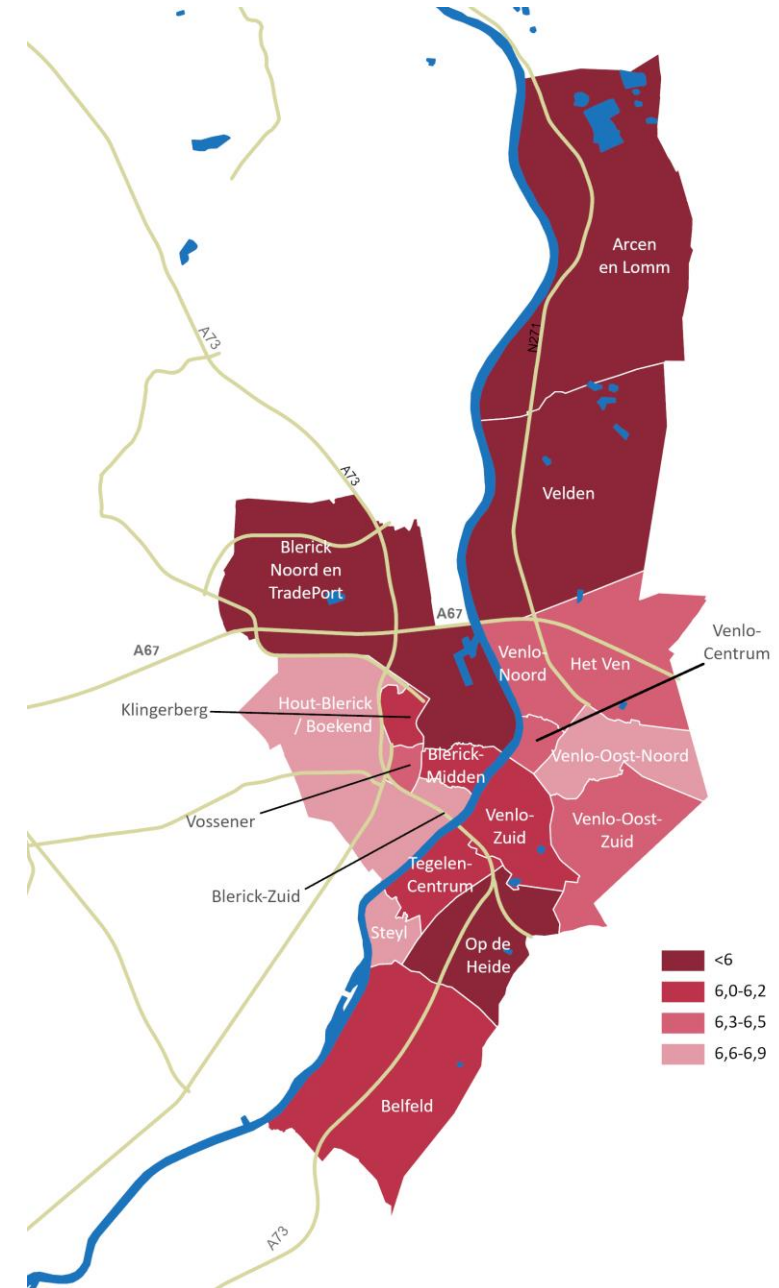 Arcen
en Lomm
A73
N271
A73
Velden
Blerick
Noord en
TradePort
A67
A67
Venlo-
Centrum
Venlo-
Noord
Het Ven
Klingerberg
Hout-Blerick
/ Boekend
Blerick-
Midden
Venlo-Oost-Noord
Vossener
Venlo-
Zuid
Venlo-Oost-
Zuid
Blerick-Zuid
Tegelen-
Centrum
Steyl
Op de
Heide
<6
6,0-6,2
6,3-6,5
6,6-6,9
Belfeld
A73